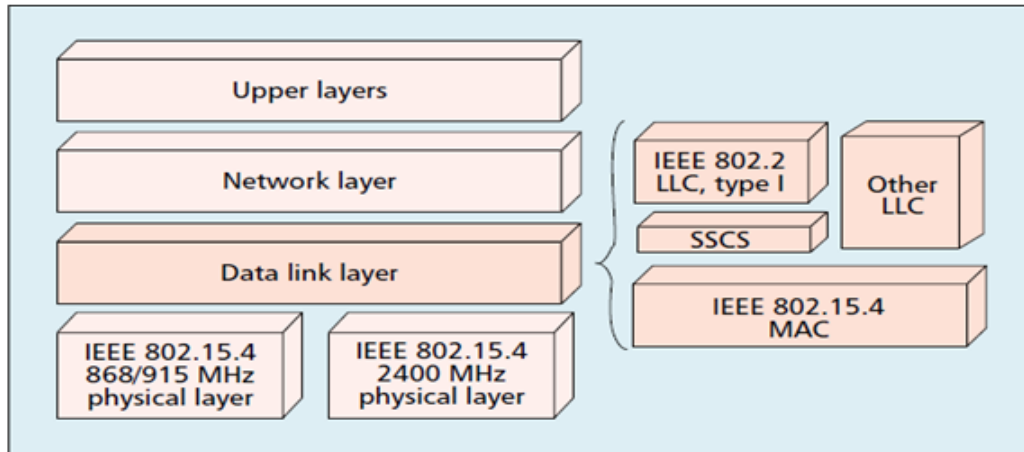 Upper layers
Network layer
Data link layer
IEEE 802.15.4
868/915 MHz
physical layer
IEEE 802.15.4
2400 MHz
physical layer
IEEE 802.2
LLC, type I
Other
LLC
SSCS
IEEE 802.15.4
MAC